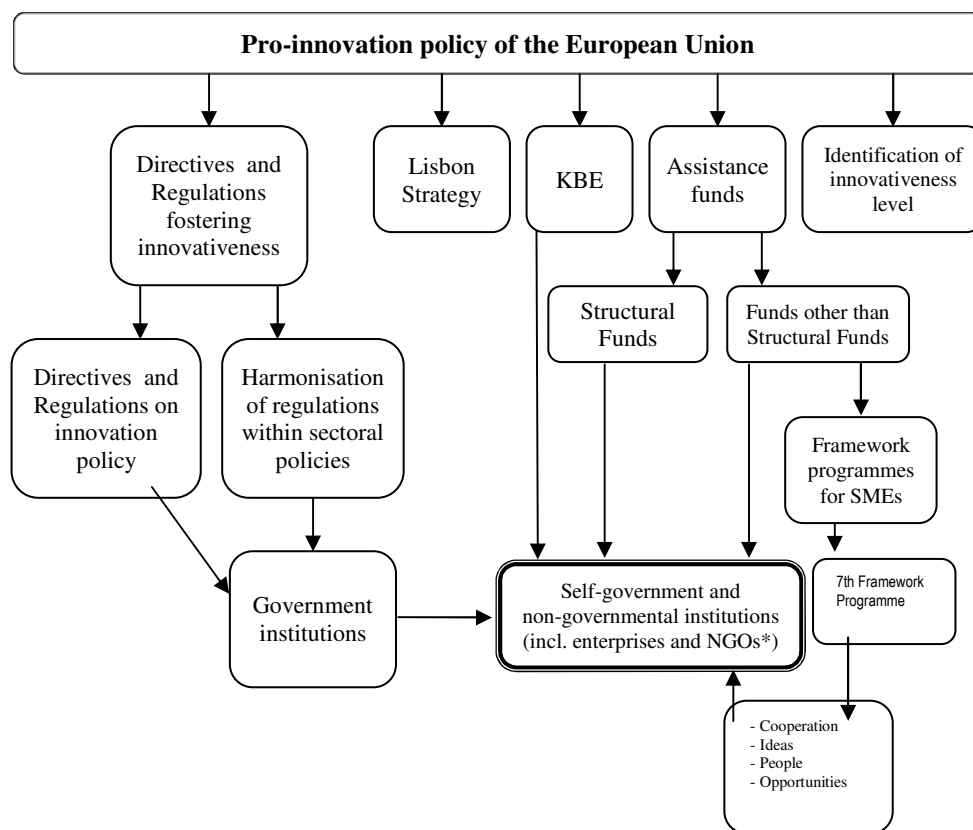 Pro-innovation policy of the European Union
Directives and
Regulations
fostering
innovativeness
Lisbon
Strategy
KBE
Assistance
funds
Identification of
innovativeness
level
Structural
Funds
Funds other than
Structural Funds
Directives and
Regulations on
innovation
policy
Harmonisation
of regulations
within sectoral
policies
Framework
programmes
for SMEs
Government
institutions
Self-government and
non-governmental institutions
(incl. enterprises and NGOs*)
7th Framework
Programme
- Cooperation
- Ideas
- People
- Opportunities